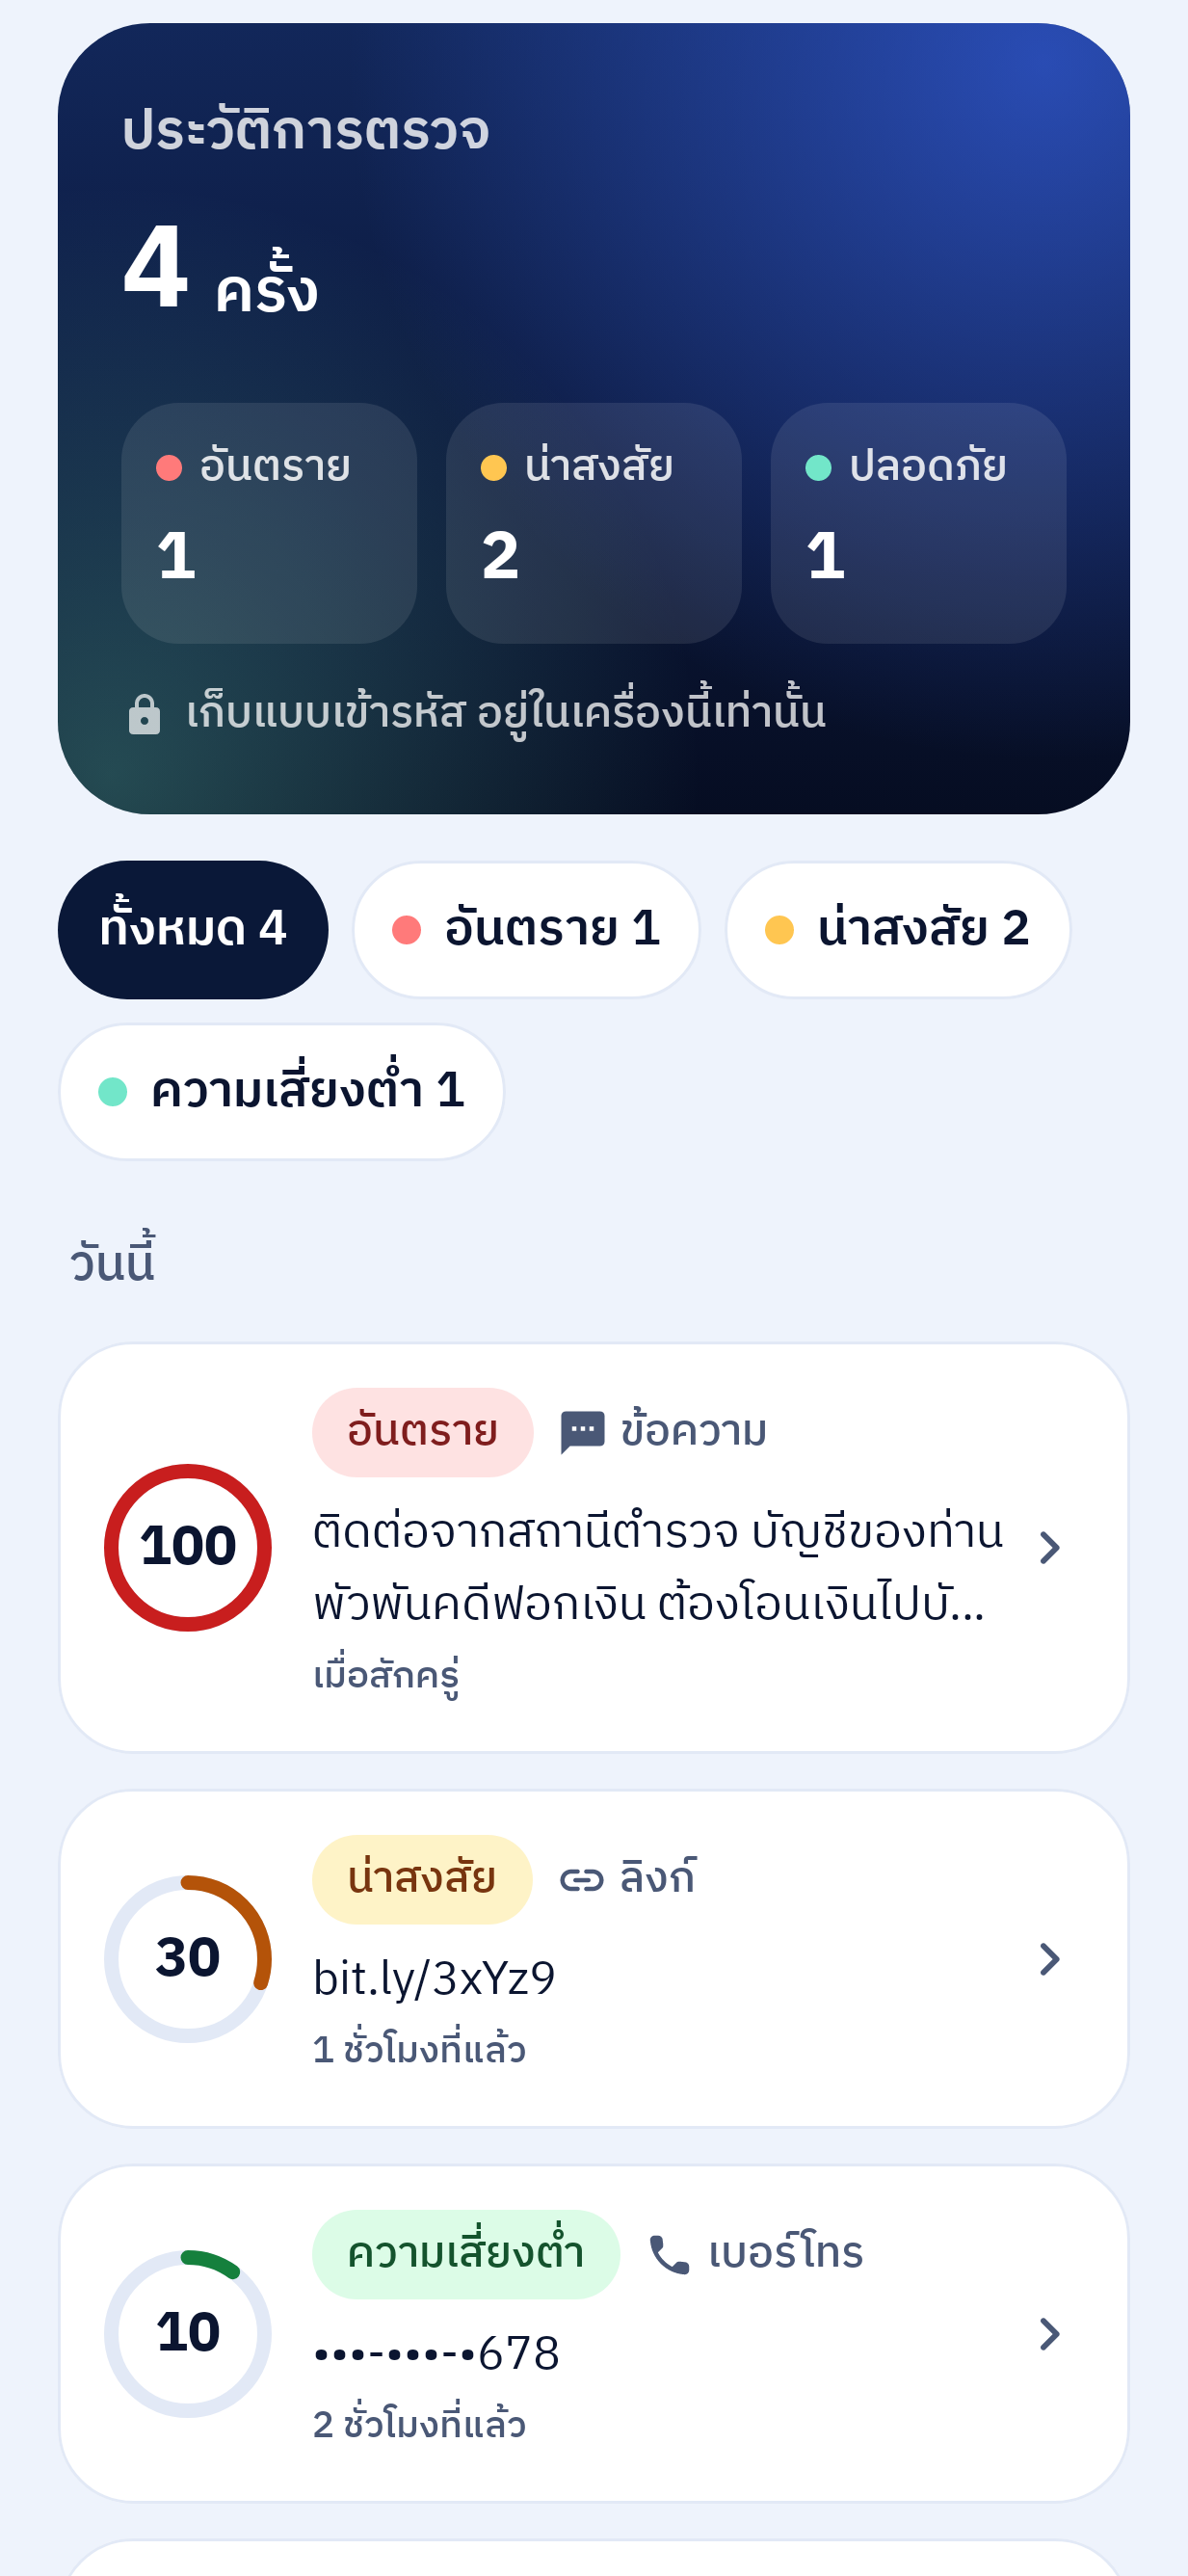 ประวัติการตรวจ
4 ครั้ง
อันตราย
1
น่าสงสัย
2
ปลอดภัย
1
เก็บแบบเข้ารหัส อยู่ในเครื่องนี้เท่านั้น
ทั้งหมด 4
อันตราย 1
น่าสงสัย 2
ความเสี่ยงต่ำ 1
วันนี้
100
อันตราย
ข้อความ
ติดต่อจากสถานีตำรวจ บัญชีของท่าน
พัวพันคดีฟอกเงิน ต้องโอนเงินไปบั...
เมื่อสักครู่
30
น่าสงสัย
ลิงก์
bit.ly/3xYz9
1 ชั่วโมงที่แล้ว
10
ความเสี่ยงต่ำ
เบอร์โทร
•••-•••-•678
2 ชั่วโมงที่แล้ว